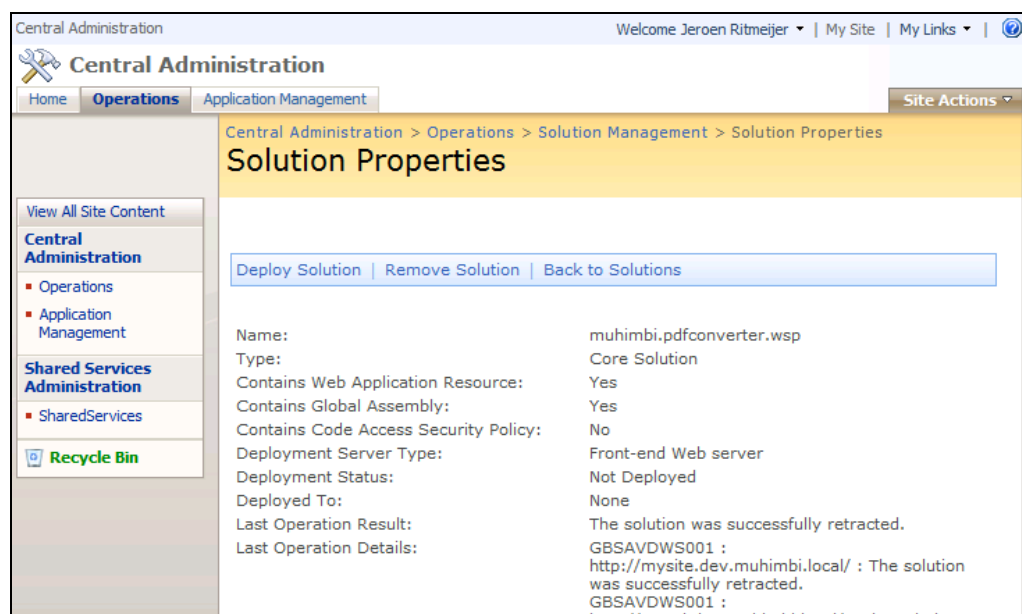 Central Administration
Welcome Jeroen Ritmeijer | My Site | My Links |
Central Administration
Home Operations Application Management
Site Actions
Central Administration > Operations > Solution Management > Solution Properties
Solution Properties
View All Site Content
Central
Administration
Operations
Application
Management
Shared Services
Administration
SharedServices
Recycle Bin
Deploy Solution | Remove Solution | Back to Solutions
Name: muhimbi.pdfconverter.wsp
Type: Core Solution
Contains Web Application Resource: Yes
Contains Global Assembly: Yes
Contains Code Access Security Policy: No
Deployment Server Type: Front-end Web server
Deployment Status: Not Deployed
Deployed To: None
Last Operation Result: The solution was successfully retracted.
Last Operation Details: GBSAVDWS001 :
http://mysite.dev.muhimbi.local/ : The solution
was successfully retracted.
GBSAVDWS001 :